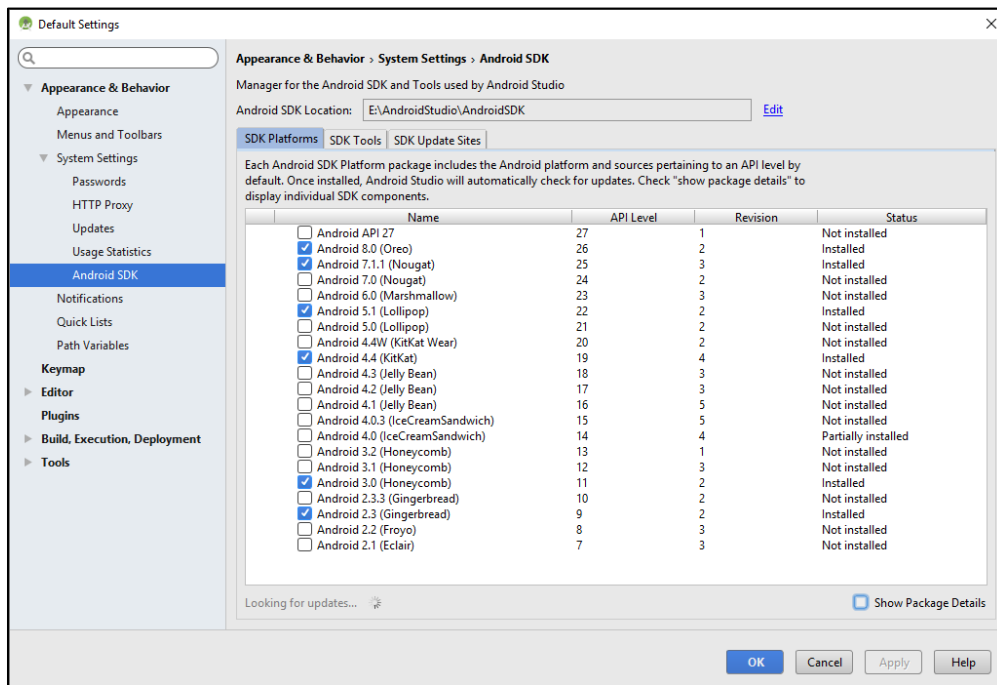 Default Settings
Appearance & Behavior
Appearance
Menus and Toolbars
System Settings
Passwords
HTTP Proxy
Updates
Usage Statistics
Android SDK
Notifications
Quick Lists
Path Variables
Keymap
Editor
Plugins
Build, Execution, Deployment
Tools
Appearance & Behavior › System Settings › Android SDK
Manager for the Android SDK and Tools used by Android Studio
Android SDK Location: E:\AndroidStudio\AndroidSDK Edit
SDK Platforms SDK Tools SDK Update Sites
Each Android SDK Platform package includes the Android platform and sources pertaining to an API level by
default. Once installed, Android Studio will automatically check for updates. Check "show package details" to
display individual SDK components.
Name API Level Revision Status
Android API 27 27 1 Not installed
Android 8.0 (Oreo) 26 2 Installed
Android 7.1.1 (Nougat) 25 3 Installed
Android 7.0 (Nougat) 24 2 Not installed
Android 6.0 (Marshmallow) 23 3 Not installed
Android 5.1 (Lollipop) 22 2 Installed
Android 5.0 (Lollipop) 21 2 Not installed
Android 4.4W (KitKat Wear) 20 2 Not installed
Android 4.4 (KitKat) 19 4 Installed
Android 4.3 (Jelly Bean) 18 3 Not installed
Android 4.2 (Jelly Bean) 17 3 Not installed
Android 4.1 (Jelly Bean) 16 5 Not installed
Android 4.0.3 (IceCreamSandwich) 15 5 Not installed
Android 4.0 (IceCreamSandwich) 14 4 Partially installed
Android 3.2 (Honeycomb) 13 1 Not installed
Android 3.1 (Honeycomb) 12 3 Not installed
Android 3.0 (Honeycomb) 11 2 Installed
Android 2.3.3 (Gingerbread) 10 2 Not installed
Android 2.3 (Gingerbread) 9 2 Installed
Android 2.2 (Froyo) 8 3 Not installed
Android 2.1 (Eclair) 7 3 Not installed
Looking for updates... Show Package Details
OK Cancel Apply Help